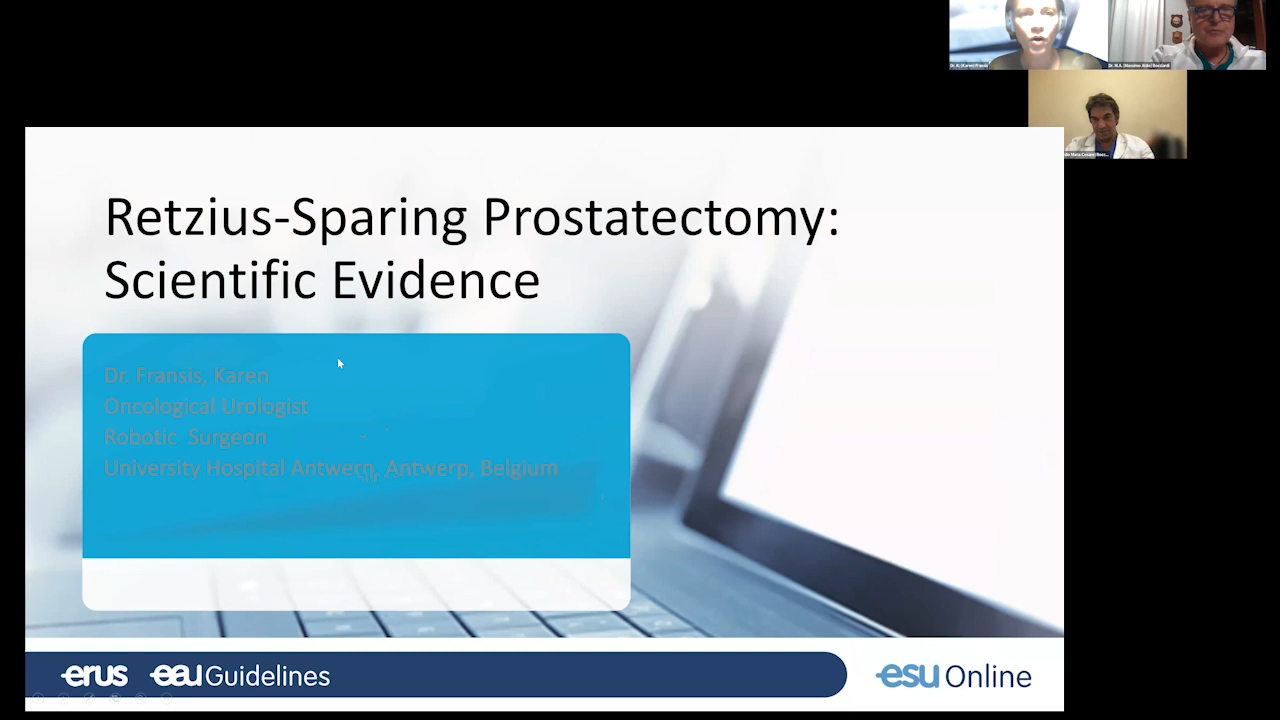 Retzius-Sparing Prostatectomy:
Scientific Evidence
Dr. Fransis, Karen
Oncological Urologist
Robotic Surgeon
University Hospital Antwerp, Antwerp, Belgium
erus eau Guidelines
esu Online